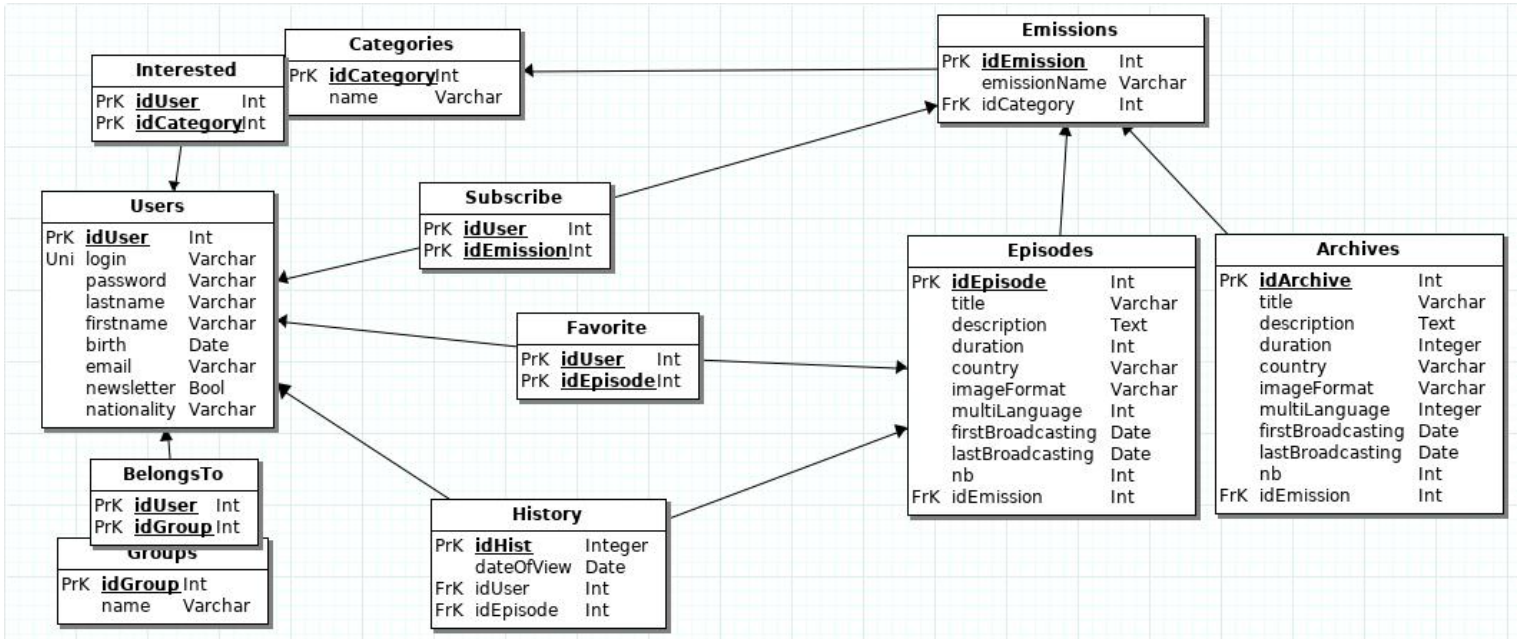 Categories
PrK idCategory Int
name Varchar
Interested
PrK idUser Int
PrK idCategory Int
Emissions
PrK idEmission Int
emissionName Varchar
FrK idCategory Int
Subscribe
PrK idUser Int
PrK idEmission Int
Users
PrK idUser Int
Uni login Varchar
password Varchar
lastname Varchar
firstname Varchar
birth Date
email Varchar
newsletter Bool
nationality Varchar
Favorite
PrK idUser Int
PrK idEpisode Int
Episodes
PrK idEpisode Int
title Varchar
description Text
duration Int
country Varchar
imageFormat Varchar
multiLanguage Int
firstBroadcasting Date
lastBroadcasting Date
nb Int
FrK idEmission Int
Archives
PrK idArchive Int
title Varchar
description Text
duration Integer
country Varchar
imageFormat Varchar
multiLanguage Integer
firstBroadcasting Date
lastBroadcasting Date
nb Int
FrK idEmission Int
BelongsTo
PrK idUser Int
PrK idGroup Int
Groups
PrK idGroup Int
name Varchar
History
PrK idHist Integer
dateOfView Date
FrK idUser Int
FrK idEpisode Int